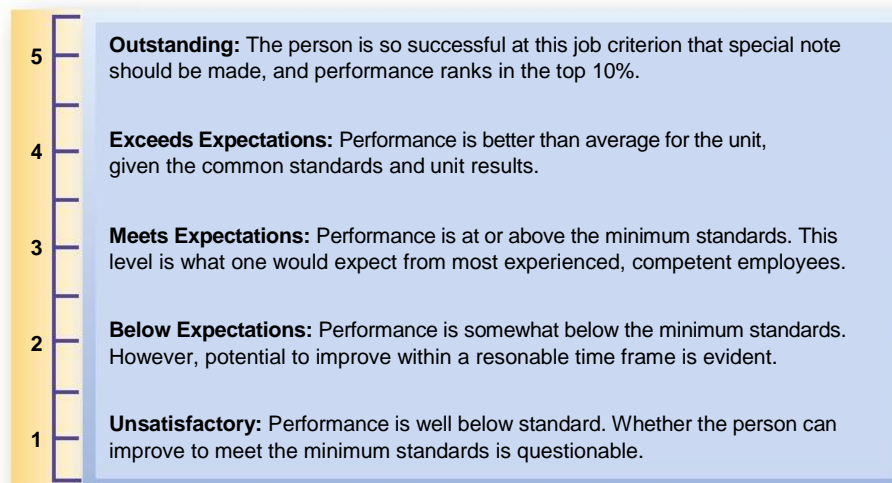 5
Outstanding: The person is so successful at this job criterion that special note
should be made, and performance ranks in the top 10%.
4
Exceeds Expectations: Performance is better than average for the unit,
given the common standards and unit results.
3
Meets Expectations: Performance is at or above the minimum standards. This
level is what one would expect from most experienced, competent employees.
2
Below Expectations: Performance is somewhat below the minimum standards.
However, potential to improve within a resonable time frame is evident.
1
Unsatisfactory: Performance is well below standard. Whether the person can
improve to meet the minimum standards is questionable.